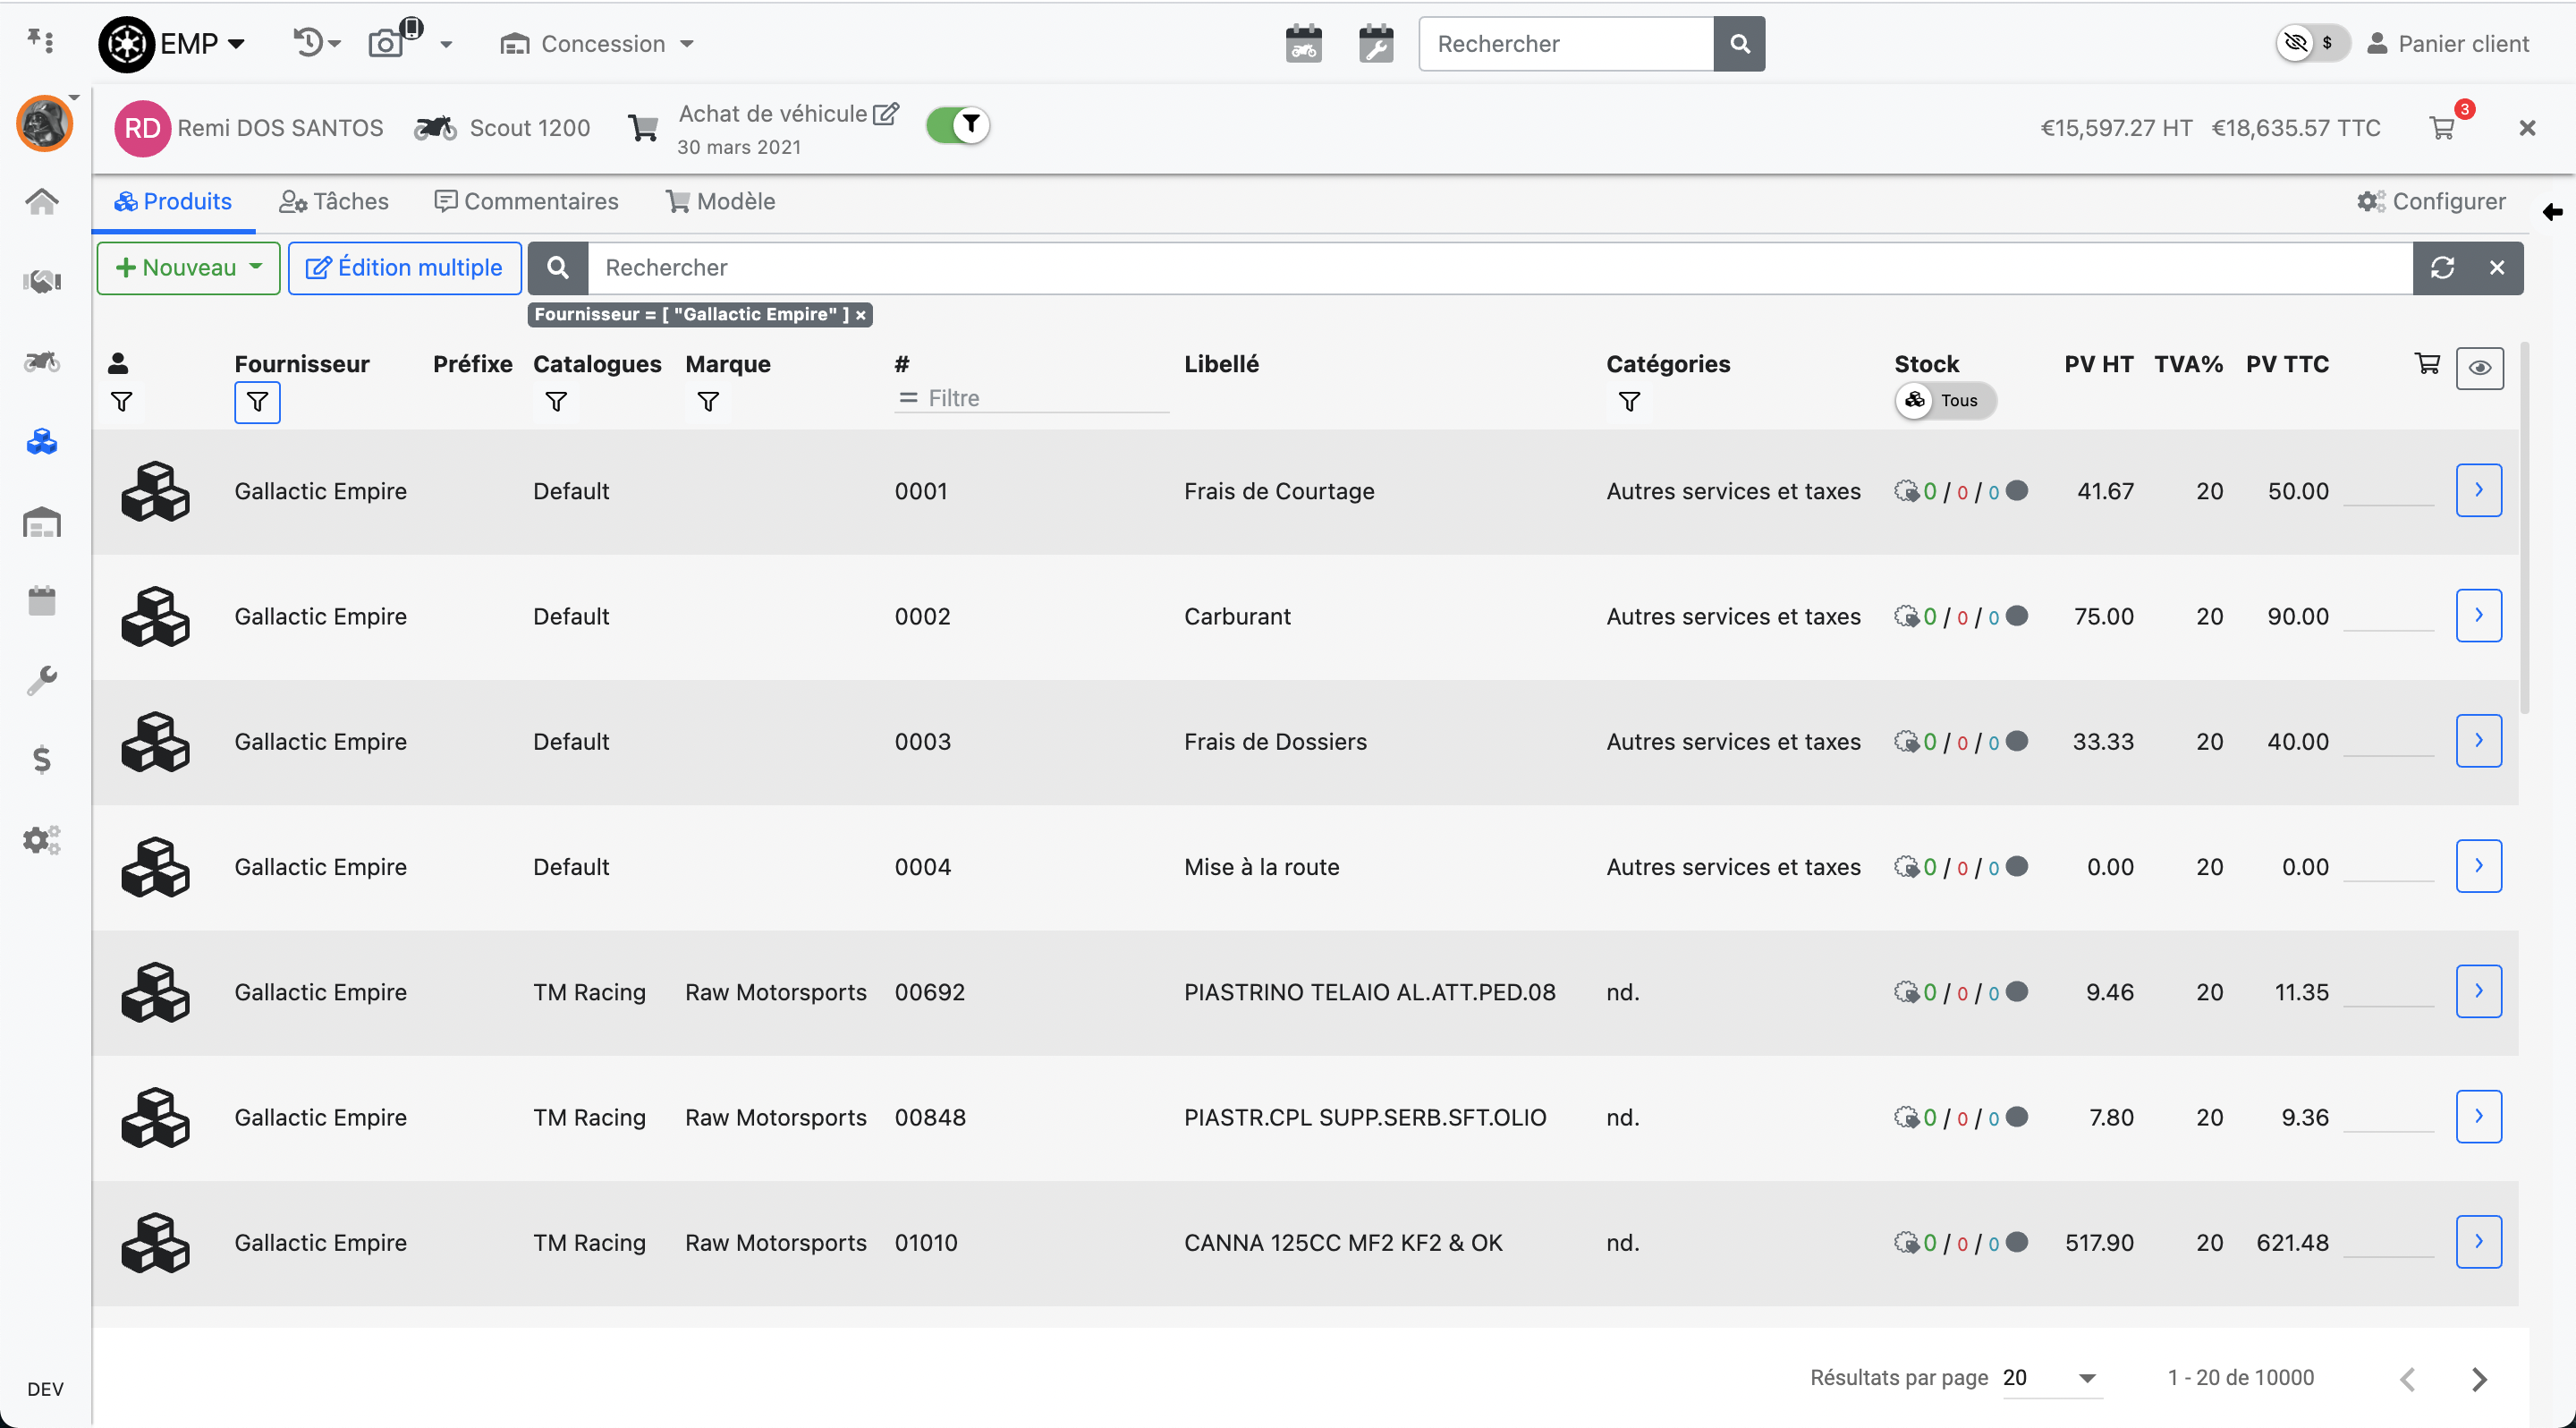 EMP
Concession
Rechercher
$
Panier client
RD Remi DOS SANTOS
Scout 1200
Achat de véhicule
30 mars 2021
€15,597.27 HT €18,635.57 TTC
3
Produits
Tâches
Commentaires
Modèle
Configurer
Nouveau
Édition multiple
Rechercher
Fournisseur = [ "Gallactic Empire" ] ×
Fournisseur Préfixe Catalogues Marque # Libellé Catégories Stock PV HT TVA% PV TTC
= Filtre
Tous
Gallactic Empire Default 0001 Frais de Courtage Autres services et taxes 0 / 0 / 0 41.67 20 50.00
Gallactic Empire Default 0002 Carburant Autres services et taxes 0 / 0 / 0 75.00 20 90.00
Gallactic Empire Default 0003 Frais de Dossiers Autres services et taxes 0 / 0 / 0 33.33 20 40.00
Gallactic Empire Default 0004 Mise à la route Autres services et taxes 0 / 0 / 0 0.00 20 0.00
Gallactic Empire TM Racing Raw Motorsports 00692 PIASTRINO TELAIO AL.ATT.PED.08 nd. 0 / 0 / 0 9.46 20 11.35
Gallactic Empire TM Racing Raw Motorsports 00848 PIASTR.CPL SUPP.SERB.SFT.OLIO nd. 0 / 0 / 0 7.80 20 9.36
Gallactic Empire TM Racing Raw Motorsports 01010 CANNA 125CC MF2 KF2 & OK nd. 0 / 0 / 0 517.90 20 621.48
Résultats par page 20 1 - 20 de 10000
DEV